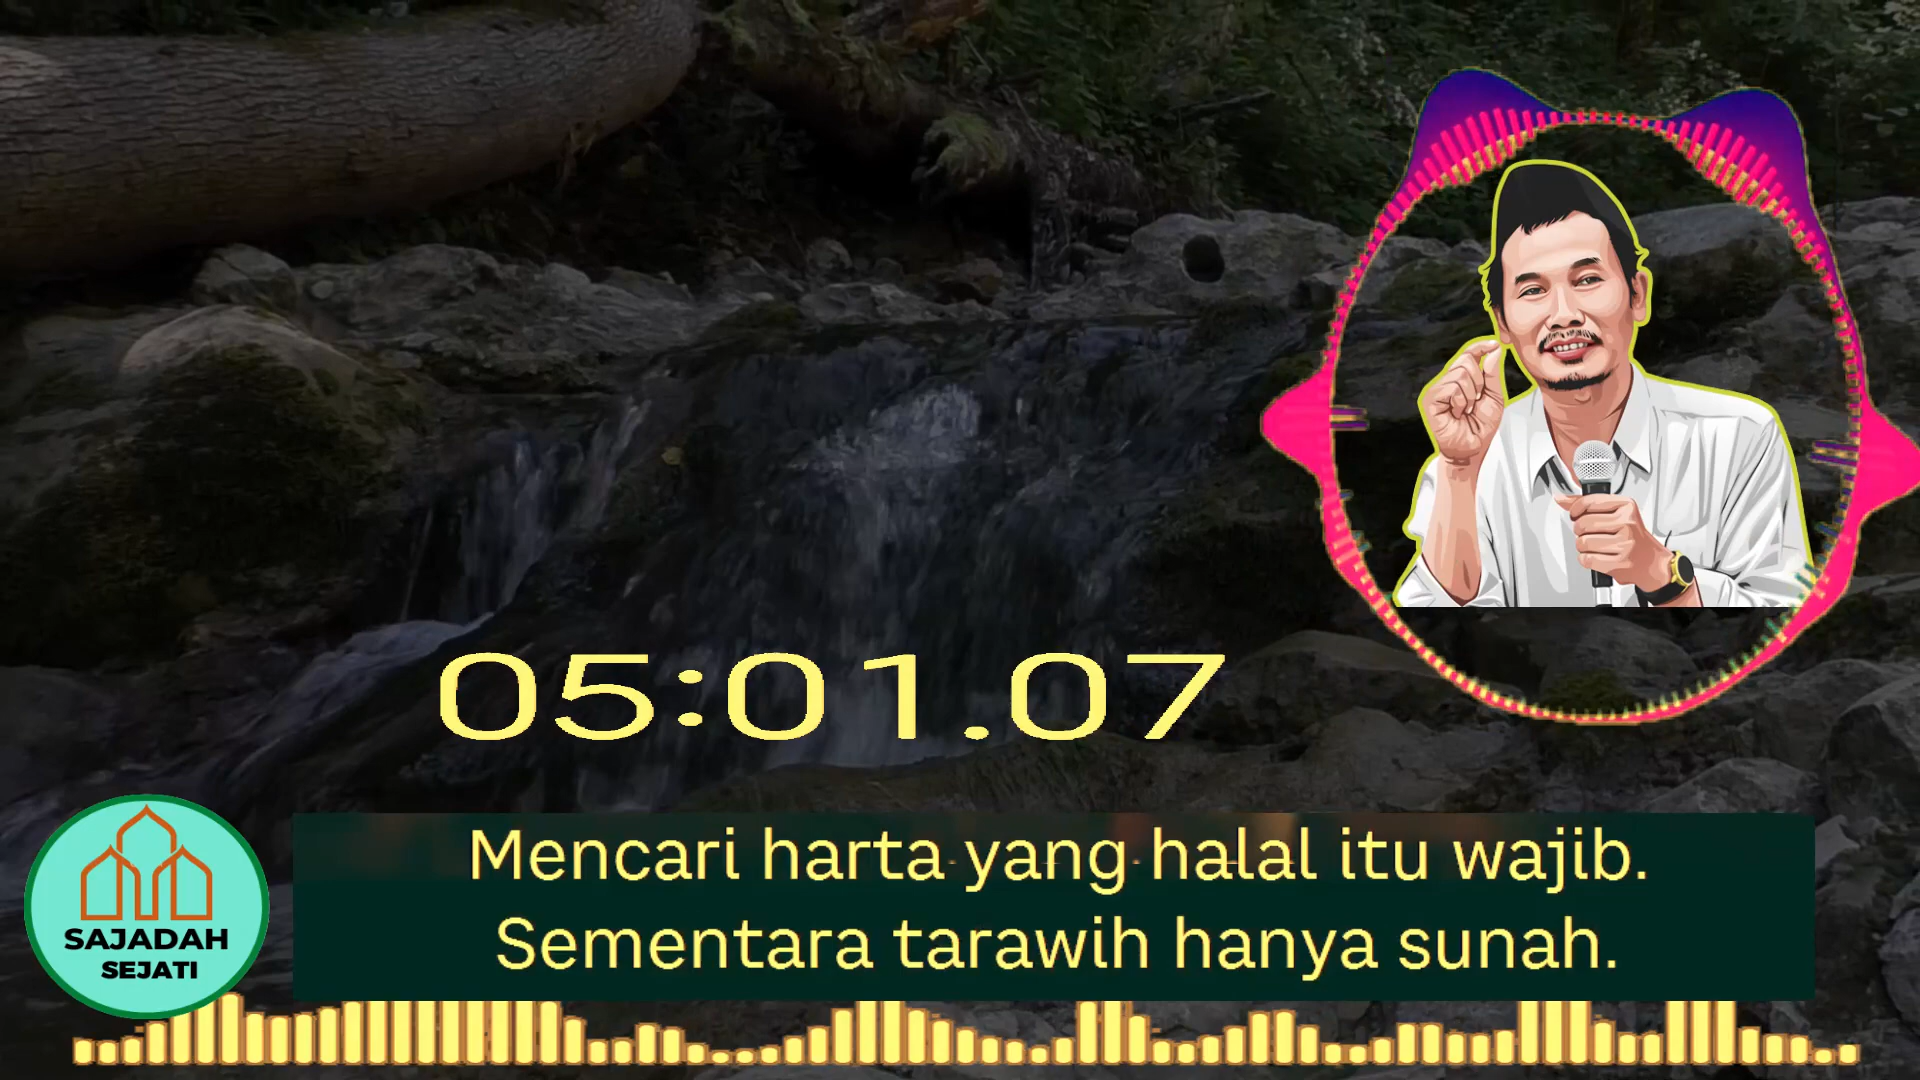 05:01.07
Mencari harta yang halal itu wajib.
Sementara tarawih hanya sunah.
SAJADAH
SEJATI